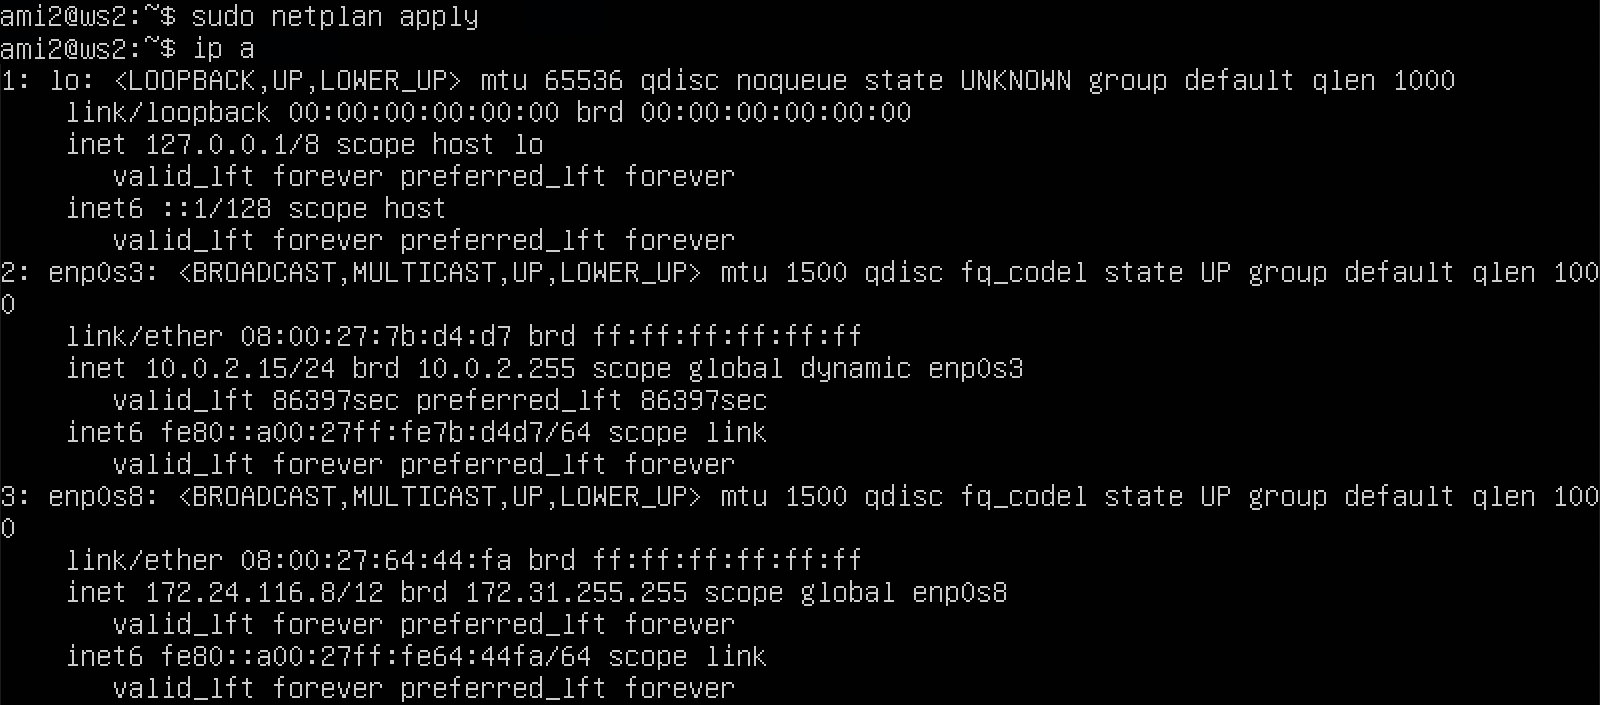 ami2@ws2:~$ sudo netplan apply
ami2@ws2:~$ ip a
1: lo: <LOOPBACK,UP,LOWER_UP> mtu 65536 qdisc noqueue state UNKNOWN group default qlen 1000
    link/loopback 00:00:00:00:00:00 brd 00:00:00:00:00:00
    inet 127.0.0.1/8 scope host lo
       valid_lft forever preferred_lft forever
    inet6 ::1/128 scope host
       valid_lft forever preferred_lft forever
2: enp0s3: <BROADCAST,MULTICAST,UP,LOWER_UP> mtu 1500 qdisc fq_codel state UP group default qlen 100
0
    link/ether 08:00:27:7b:d4:d7 brd ff:ff:ff:ff:ff:ff
    inet 10.0.2.15/24 brd 10.0.2.255 scope global dynamic enp0s3
       valid_lft 86397sec preferred_lft 86397sec
    inet6 fe80::a00:27ff:fe7b:d4d7/64 scope link
       valid_lft forever preferred_lft forever
3: enp0s8: <BROADCAST,MULTICAST,UP,LOWER_UP> mtu 1500 qdisc fq_codel state UP group default qlen 100
0
    link/ether 08:00:27:64:44:fa brd ff:ff:ff:ff:ff:ff
    inet 172.24.116.8/12 brd 172.31.255.255 scope global enp0s8
       valid_lft forever preferred_lft forever
    inet6 fe80::a00:27ff:fe64:44fa/64 scope link
       valid_lft forever preferred_lft forever